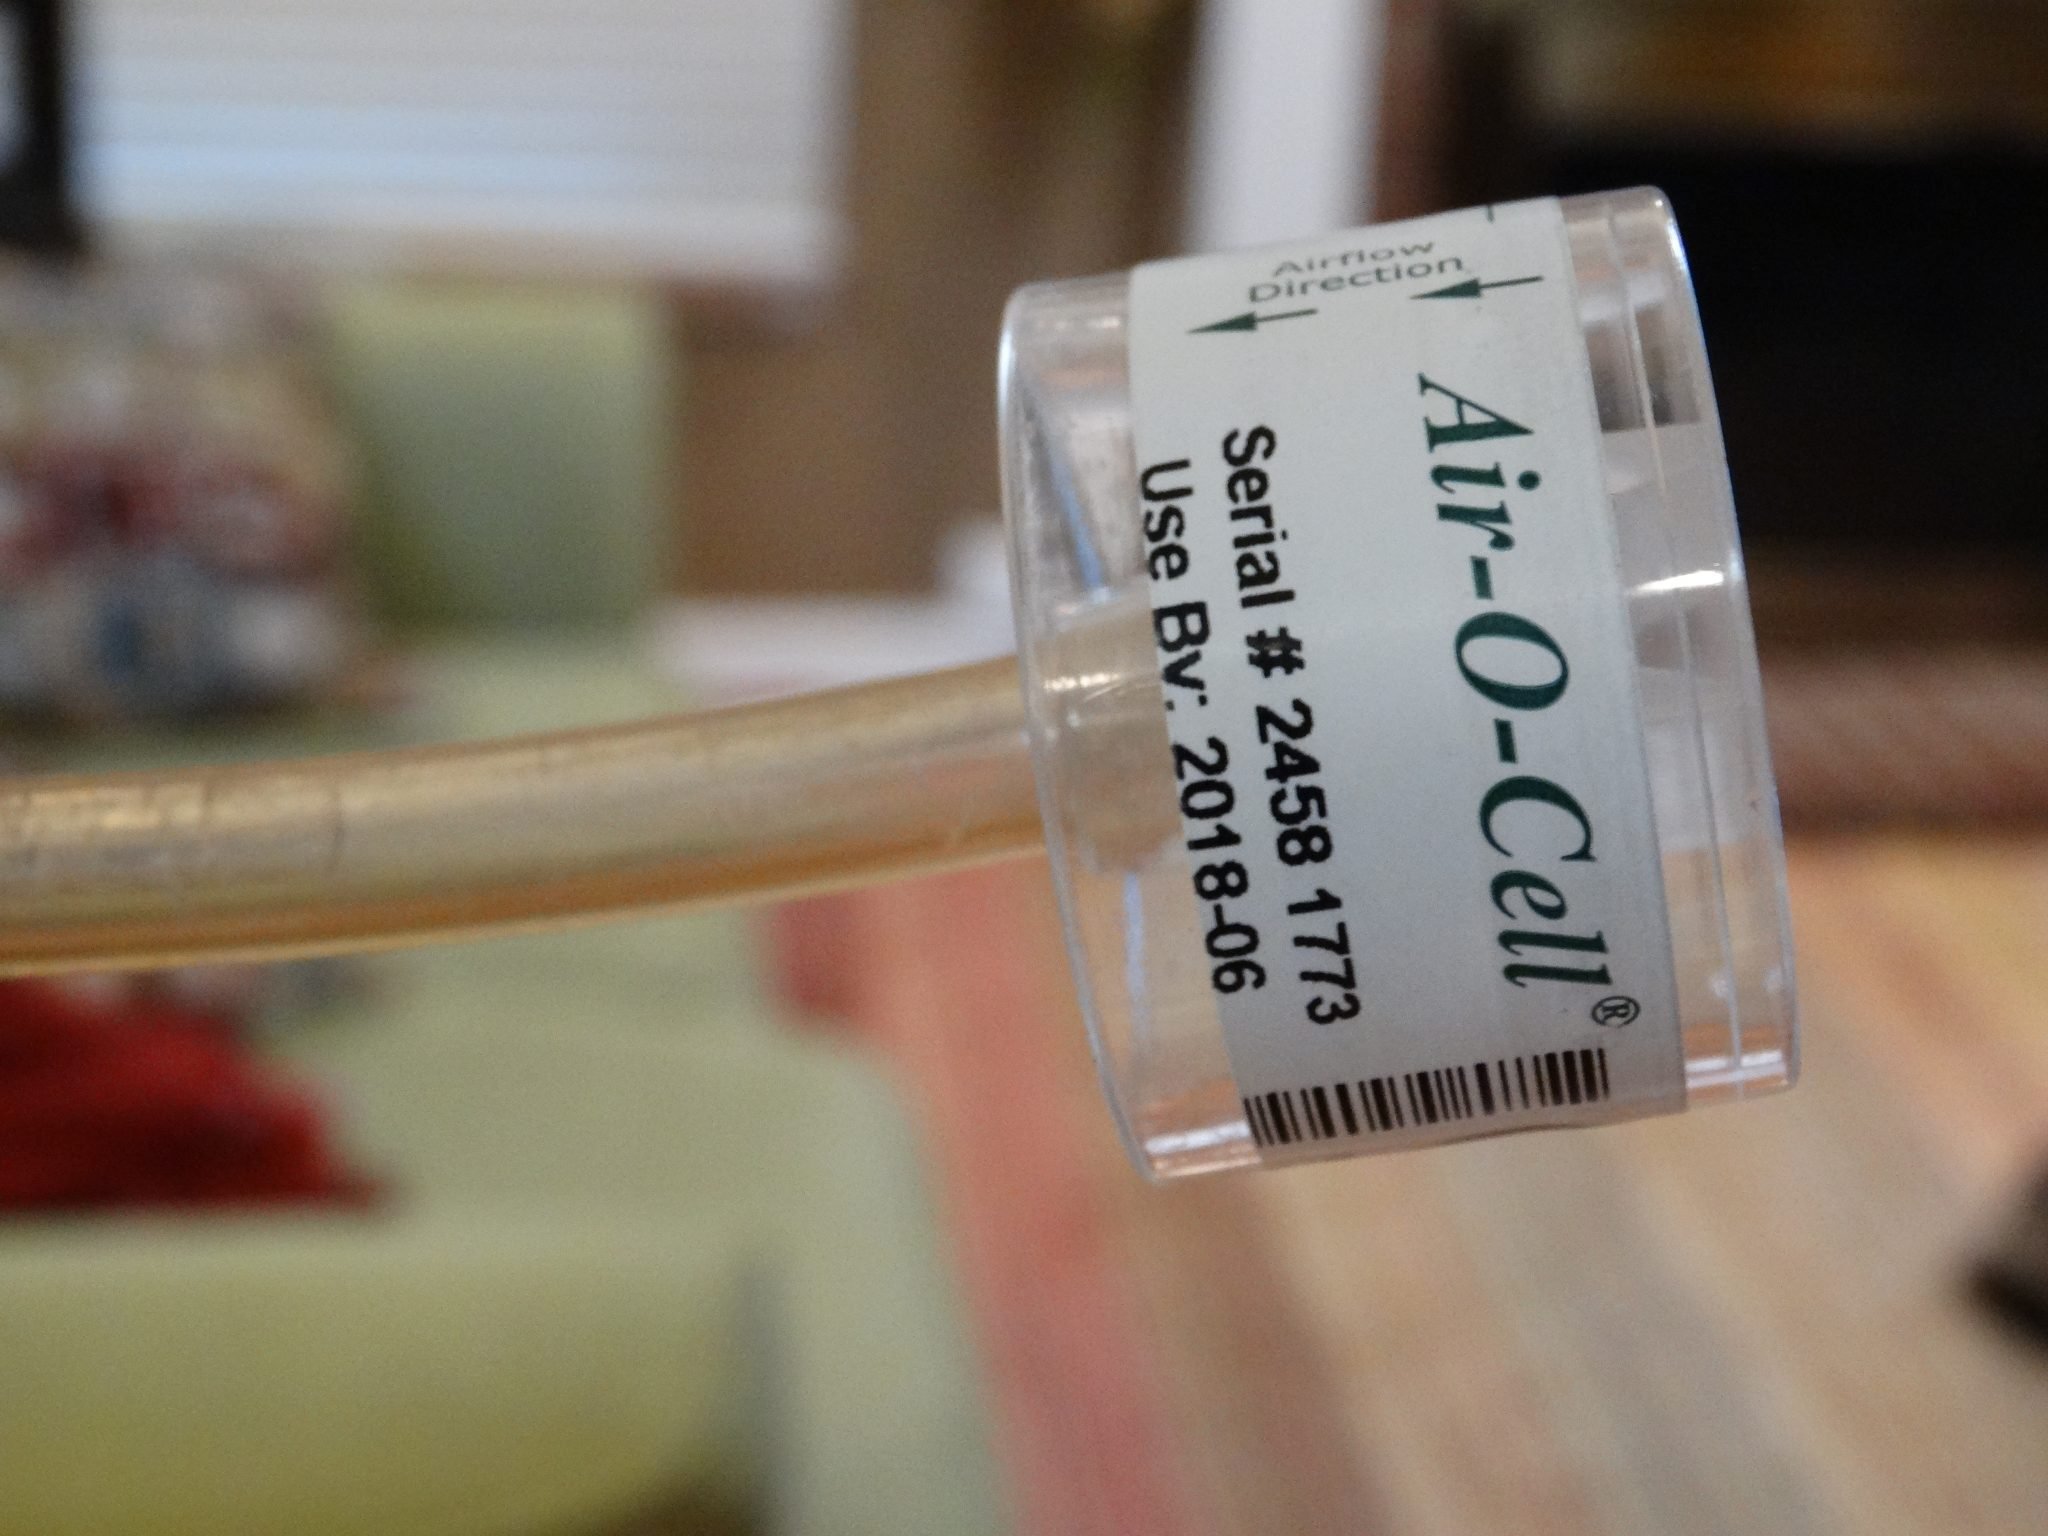 Airflow
Direction
Air-O-Cell®
Serial # 2458 1773
Use By: 2018-06